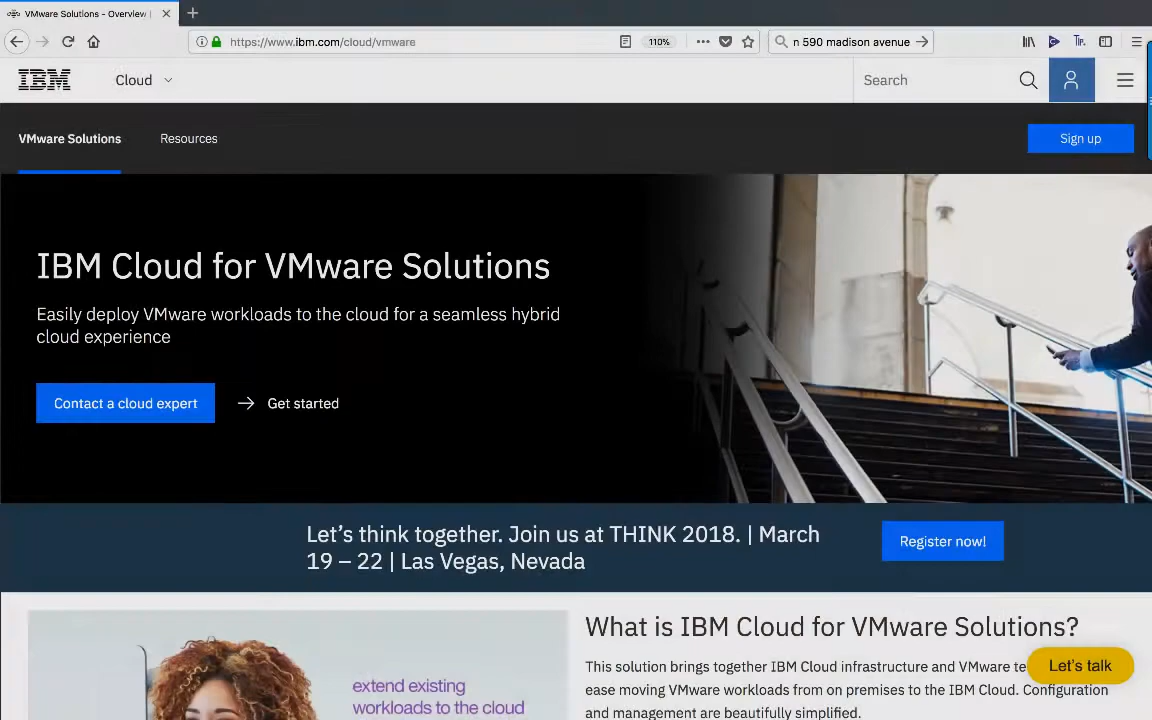 VMware Solutions - Overview
https://www.ibm.com/cloud/vmware
110%
n 590 madison avenue
IBM
Cloud
Search
VMware Solutions
Resources
Sign up
IBM Cloud for VMware Solutions
Easily deploy VMware workloads to the cloud for a seamless hybrid
cloud experience
Contact a cloud expert
Get started
Let's think together. Join us at THINK 2018. | March
19 – 22 | Las Vegas, Nevada
Register now!
What is IBM Cloud for VMware Solutions?
This solution brings together IBM Cloud infrastructure and VMware te
Let's talk
ease moving VMware workloads from on premises to the IBM Cloud. Configuration
and management are beautifully simplified.
extend existing
workloads to the cloud